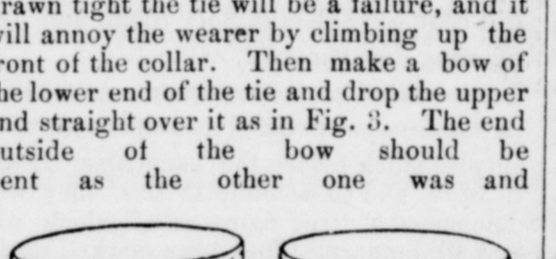 rawn tight the tie will be a failure, and it
vill annoy the wearer by climbing up the
ront of the collar. Then make a bow of
he lower end of the tie and drop the upper
nd straight over it as in Fig. 3. The end
utside of the bow should be
ent as the other one was and